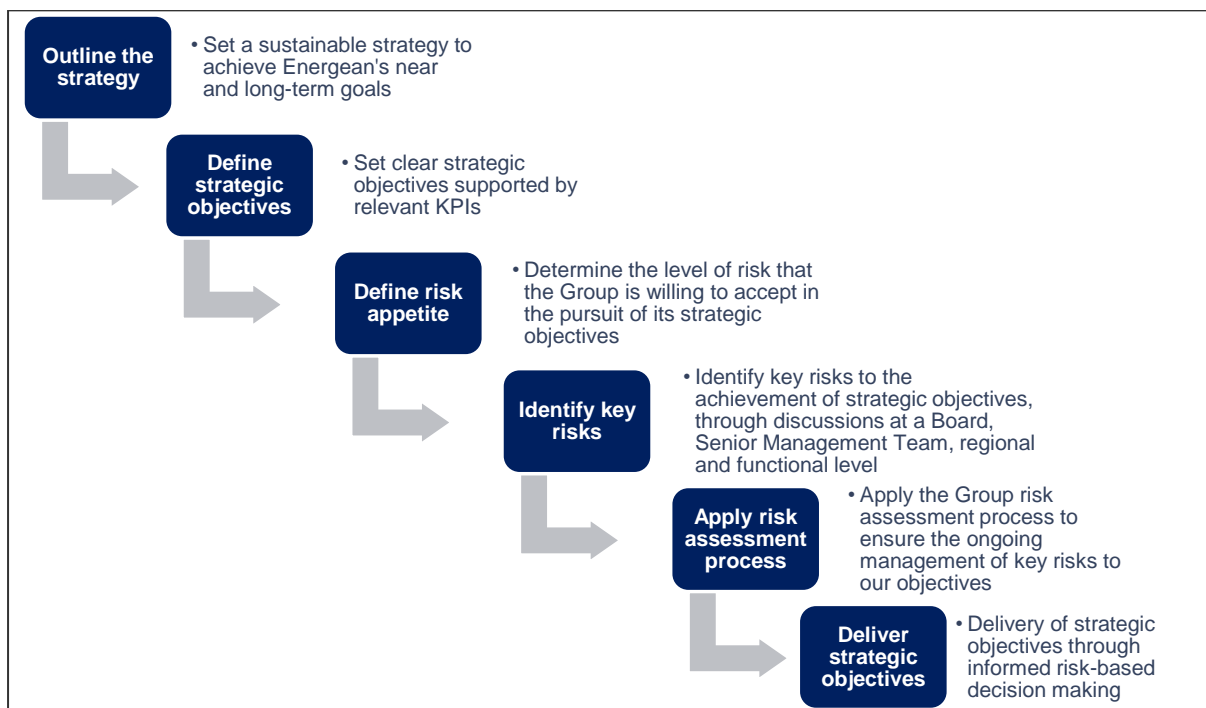 Outline the
strategy
• Set a sustainable strategy to
achieve Energean's near
and long-term goals
Define
strategic
objectives
• Set clear strategic
objectives supported by
relevant KPIs
Define risk
appetite
• Determine the level of risk that
the Group is willing to accept in
the pursuit of its strategic
objectives
Identify key
risks
• Identify key risks to the
achievement of strategic objectives,
through discussions at a Board,
Senior Management Team, regional
and functional level
Apply risk
assessment
process
• Apply the Group risk
assessment process to
ensure the ongoing
management of key risks to
our objectives
Deliver
strategic
objectives
• Delivery of strategic
objectives through
informed risk-based
decision making